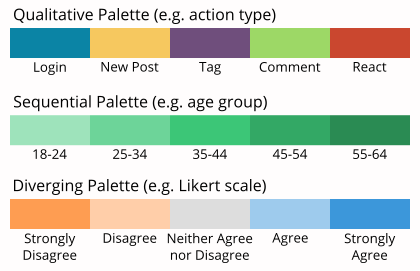 Qualitative Palette (e.g. action type)
Login New Post Tag Comment React
Sequential Palette (e.g. age group)
18-24 25-34 35-44 45-54 55-64
Diverging Palette (e.g. Likert scale)
Strongly Disagree Neither Agree Agree Strongly
Disagree nor Disagree Agree